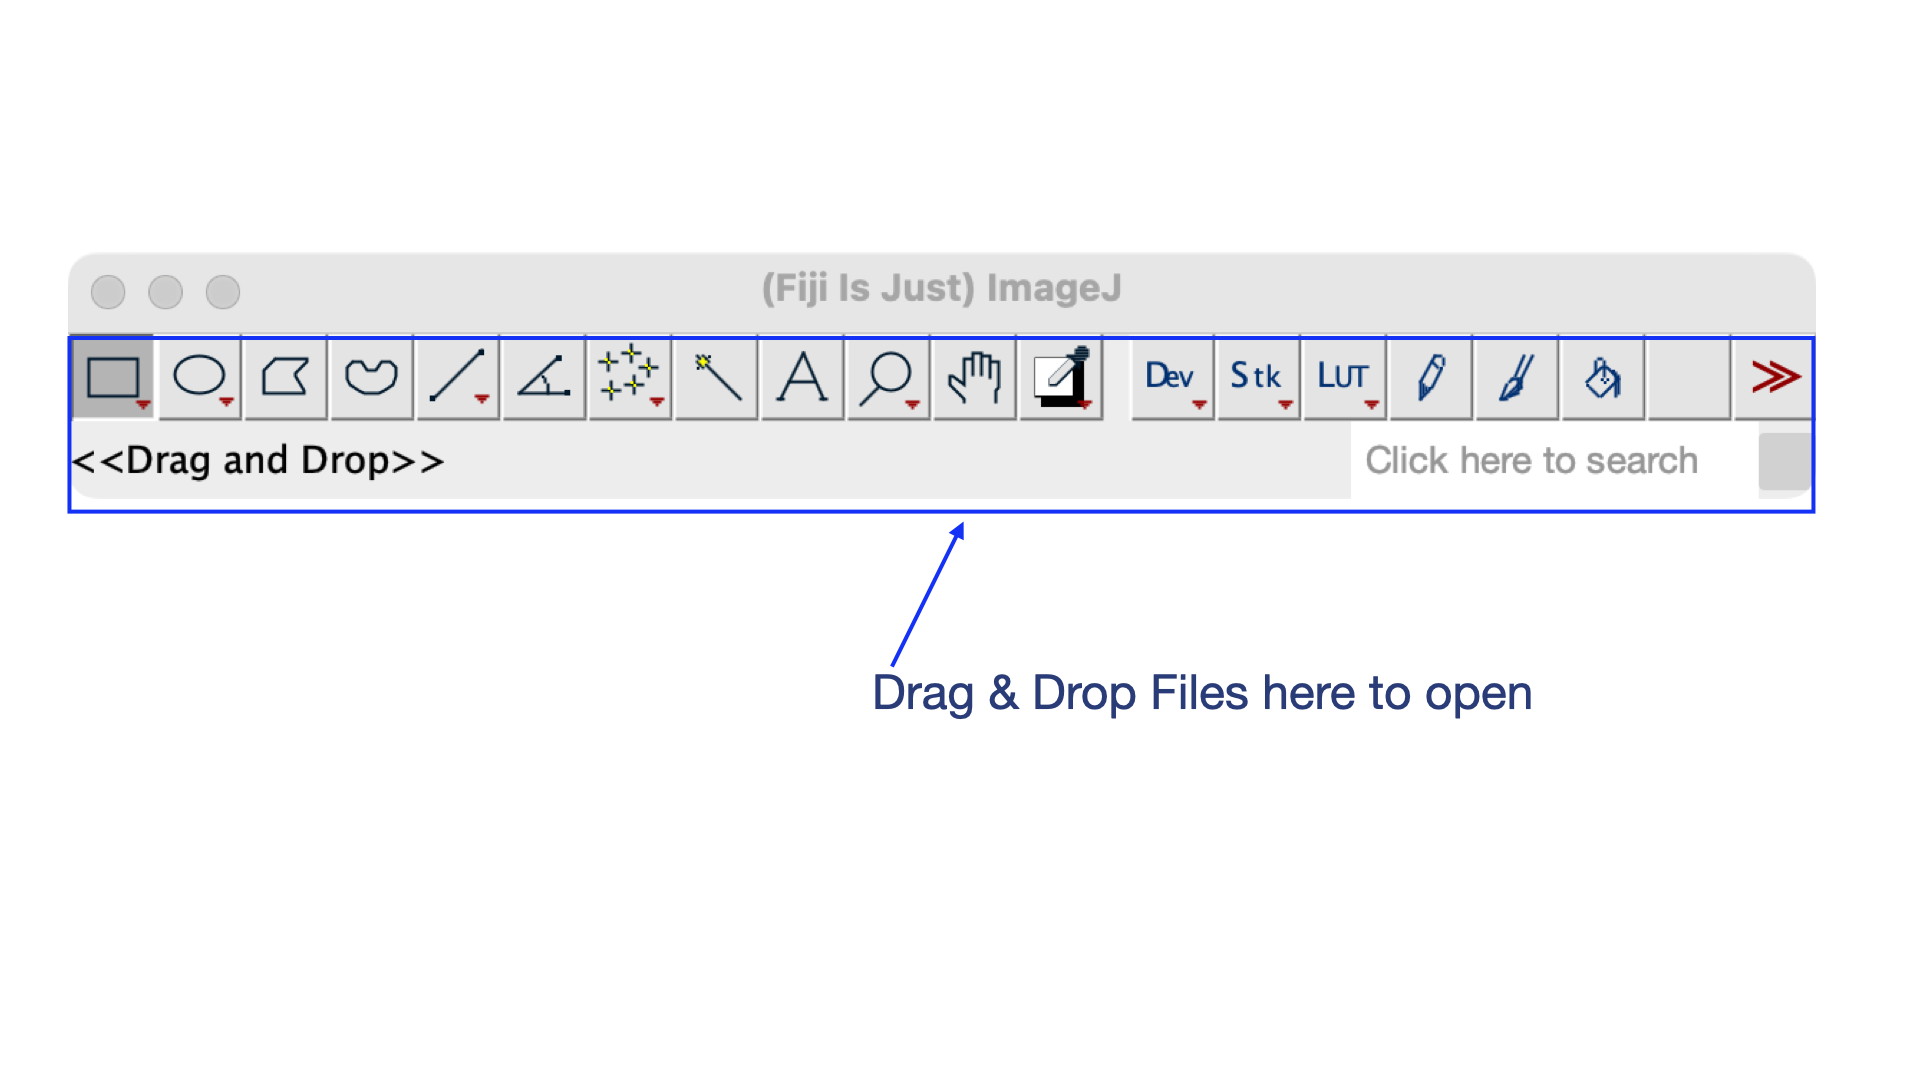 (Fiji Is Just) ImageJ
A Dev Stk LUT >>
<<Drag and Drop>> Click here to search
Drag & Drop Files here to open